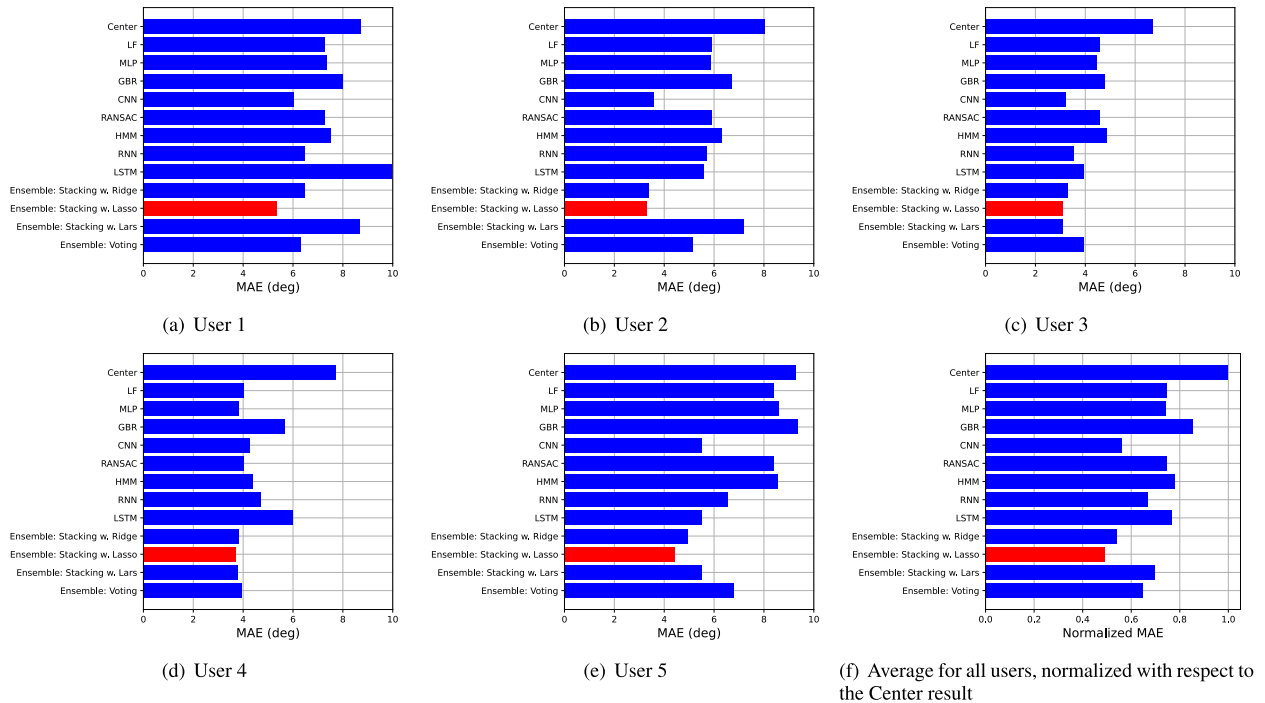 Center
LF
MLP
GBR
CNN
RANSAC
HMM
RNN
LSTM
Ensemble: Stacking w. Ridge
Ensemble: Stacking w. Lasso
Ensemble: Stacking w. Lars
Ensemble: Voting
0 2 4 6 8 10
MAE (deg)
(a) User 1
Center
LF
MLP
GBR
CNN
RANSAC
HMM
RNN
LSTM
Ensemble: Stacking w. Ridge
Ensemble: Stacking w. Lasso
Ensemble: Stacking w. Lars
Ensemble: Voting
0 2 4 6 8 10
MAE (deg)
(b) User 2
Center
LF
MLP
GBR
CNN
RANSAC
HMM
RNN
LSTM
Ensemble: Stacking w. Ridge
Ensemble: Stacking w. Lasso
Ensemble: Stacking w. Lars
Ensemble: Voting
0 2 4 6 8 10
MAE (deg)
(c) User 3
Center
LF
MLP
GBR
CNN
RANSAC
HMM
RNN
LSTM
Ensemble: Stacking w. Ridge
Ensemble: Stacking w. Lasso
Ensemble: Stacking w. Lars
Ensemble: Voting
0 2 4 6 8 10
MAE (deg)
(d) User 4
Center
LF
MLP
GBR
CNN
RANSAC
HMM
RNN
LSTM
Ensemble: Stacking w. Ridge
Ensemble: Stacking w. Lasso
Ensemble: Stacking w. Lars
Ensemble: Voting
0 2 4 6 8 10
MAE (deg)
(e) User 5
Center
LF
MLP
GBR
CNN
RANSAC
HMM
RNN
LSTM
Ensemble: Stacking w. Ridge
Ensemble: Stacking w. Lasso
Ensemble: Stacking w. Lars
Ensemble: Voting
0.0 0.2 0.4 0.6 0.8 1.0
Normalized MAE
(f) Average for all users, normalized with respect to
the Center result